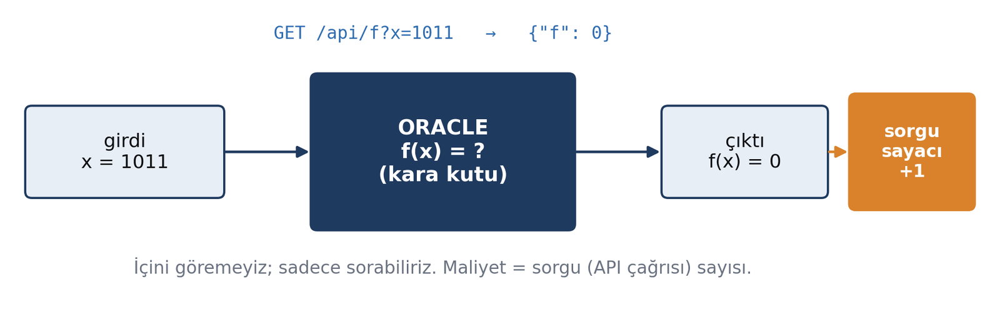 GET /api/f?x=1011 → {"f": 0}
girdi
x = 1011
ORACLE
f(x) = ?
(kara kutu)
çıktı
f(x) = 0
sorgu
sayacı
+1
İçini göremeyiz; sadece sorabiliriz. Maliyet = sorgu (API çağrısı) sayısı.